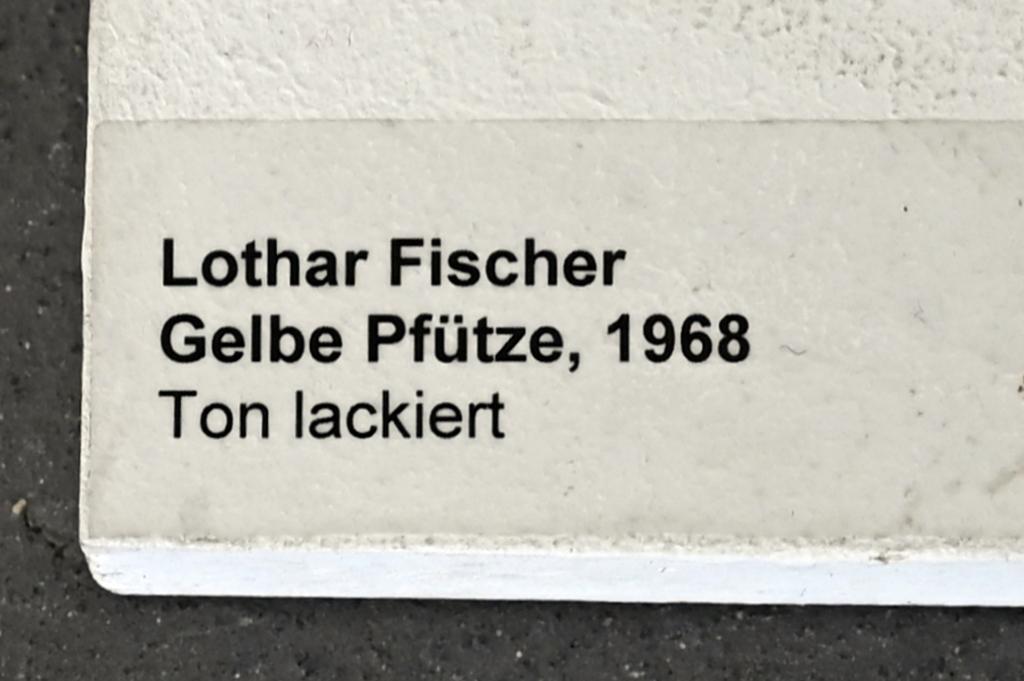 Lothar Fischer
Gelbe Pfütze, 1968
Ton lackiert